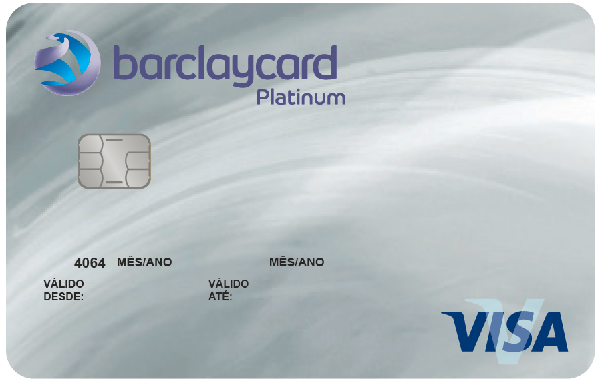 barclaycard
Platinum
4064 MÊS/ANO MÊS/ANO
VÁLIDO VÁLIDO
DESDE: ATÉ:
VISA